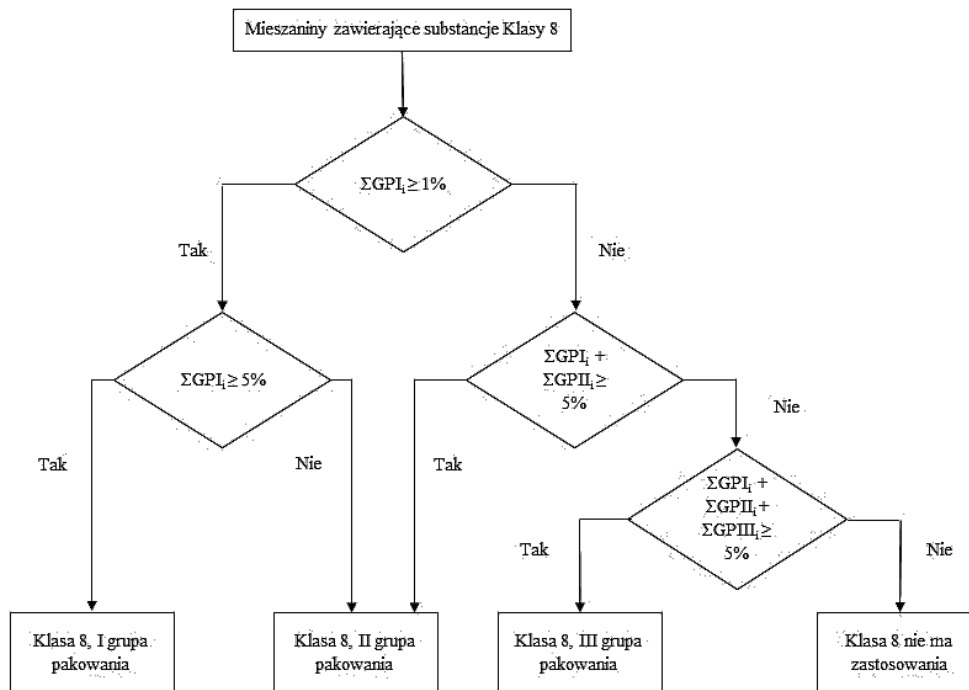 Mieszaniny zawierające substancje Klasy 8
ΣGPIᵢ ≥ 1%
Tak
Nie
ΣGPIᵢ ≥ 5%
ΣGPIᵢ +
ΣGPIIᵢ ≥
5%
Tak
Nie
Tak
Nie
ΣGPIᵢ +
ΣGPIIᵢ +
ΣGPIIIᵢ ≥
5%
Tak
Nie
Klasa 8, I grupa
pakowania
Klasa 8, II grupa
pakowania
Klasa 8, III grupa
pakowania
Klasa 8 nie ma
zastosowania